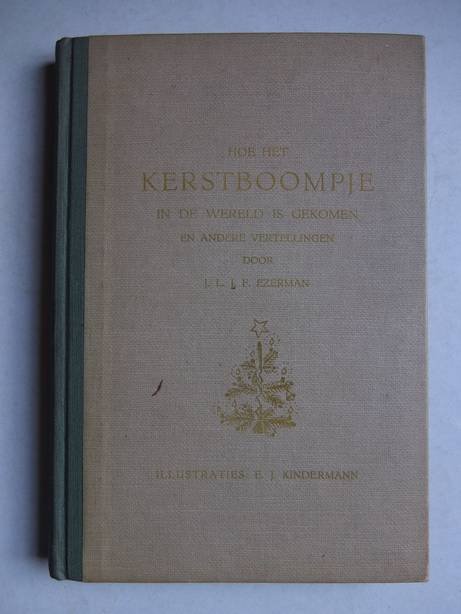 HOE HET
KERSTBOOMPJE
IN DE WERELD IS GEKOMEN
EN ANDERE VERTELLINGEN
DOOR
J. L. J. F. EZERMAN
ILLUSTRATIES E. J. KINDERMANN